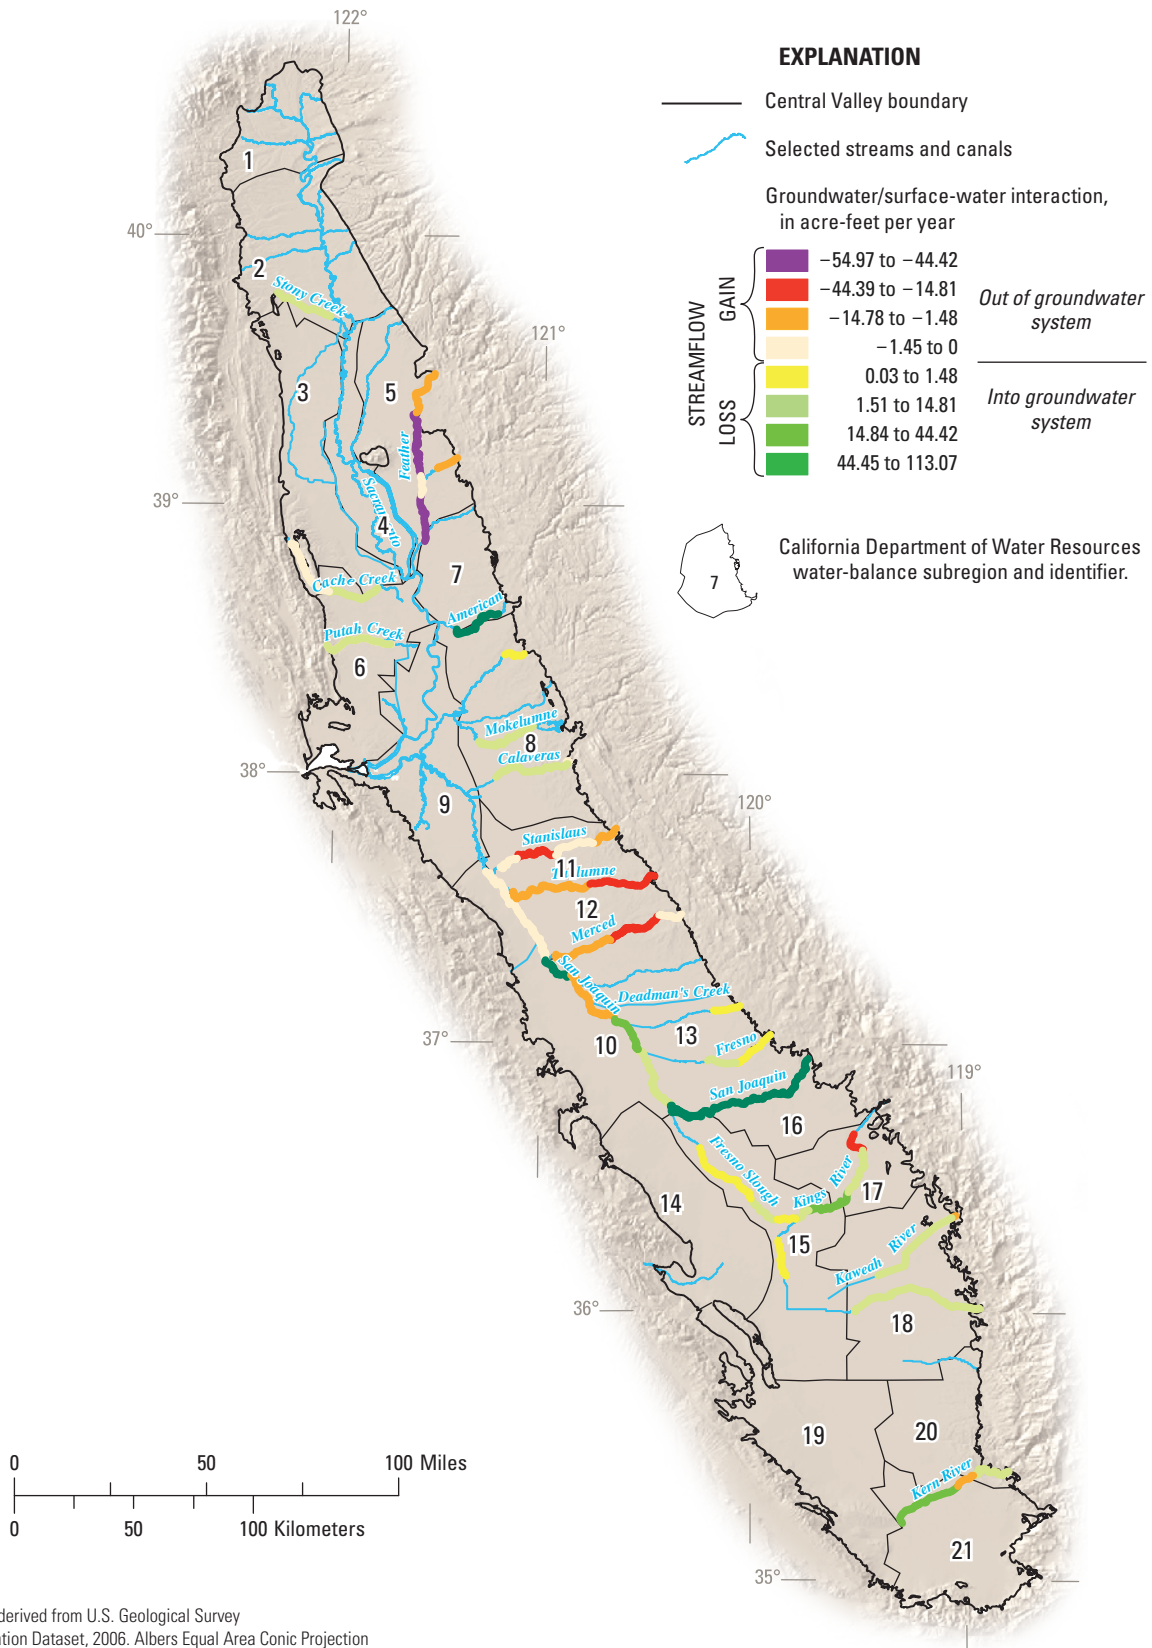 122°
EXPLANATION
Central Valley boundary
Selected streams and canals
Groundwater/surface-water interaction,
in acre-feet per year
STREAMFLOW
GAIN
LOSS
−54.97 to −44.42
−44.39 to −14.81
−14.78 to −1.48
−1.45 to 0
0.03 to 1.48
1.51 to 14.81
14.84 to 44.42
44.45 to 113.07
Out of groundwater
system
Into groundwater
system
7
California Department of Water Resources
water-balance subregion and identifier.
1
40°
2
Stony Creek
121°
3
5
Feather
39°
Sacramento
4
7
Cache Creek
American
Putah Creek
6
Mokelumne
8
Calaveras
38°
9
120°
Stanislaus
11
Tuolumne
12
Merced
San Joaquin
Deadman's Creek
13
37°
10
Fresno
119°
San Joaquin
16
Fresno Slough
Kings River
17
14
15
Kaweah River
36°
18
19
20
Kern River
21
35°
0 50 100 Miles
0 50 100 Kilometers
derived from U.S. Geological Survey
ation Dataset, 2006. Albers Equal Area Conic Projection